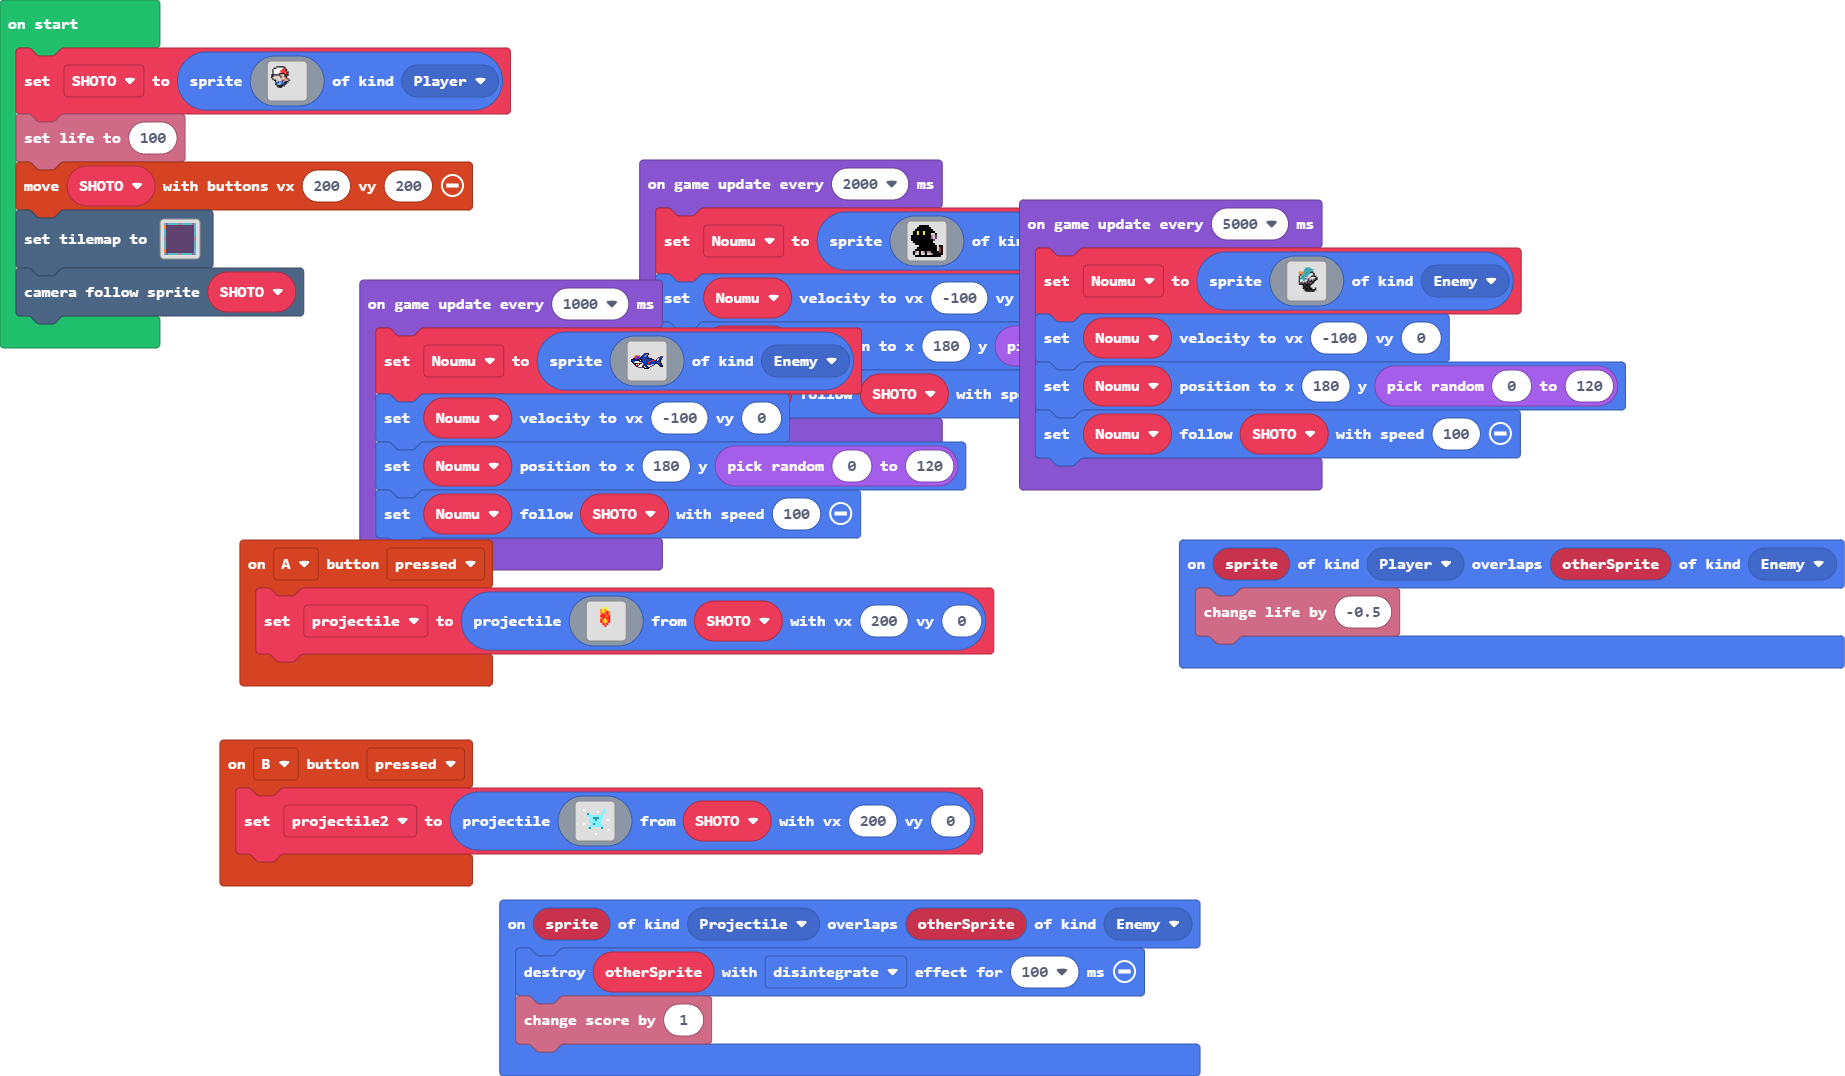 on start
set SHOTO to sprite of kind Player
set life to 100
move SHOTO with buttons vx 200 vy 200
set tilemap to
camera follow sprite SHOTO
on game update every 2000 ms
set Noumu to sprite of
set Noumu velocity to vx -100 vy
to x 180 y
follow SHOTO with
on game update every 5000 ms
set Noumu to sprite of kind Enemy
set Noumu velocity to vx -100 vy 0
set Noumu position to x 180 y pick random 0 to 120
set Noumu follow SHOTO with speed 100
on game update every 1000 ms
set Noumu to sprite of kind Enemy
set Noumu velocity to vx -100 vy 0
set Noumu position to x 180 y pick random 0 to 120
set Noumu follow SHOTO with speed 100
on A button pressed
set projectile to projectile from SHOTO with vx 200 vy 0
on sprite of kind Player overlaps otherSprite of kind Enemy
change life by -0.5
on B button pressed
set projectile2 to projectile from SHOTO with vx 200 vy 0
on sprite of kind Projectile overlaps otherSprite of kind Enemy
destroy otherSprite with disintegrate effect for 100 ms
change score by 1